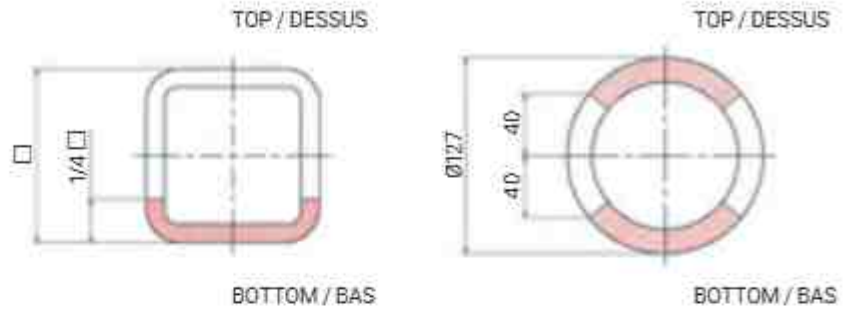 TOP / DESSUS
TOP / DESSUS
□
1/4 □
Ø127
40
40
BOTTOM / BAS
BOTTOM / BAS